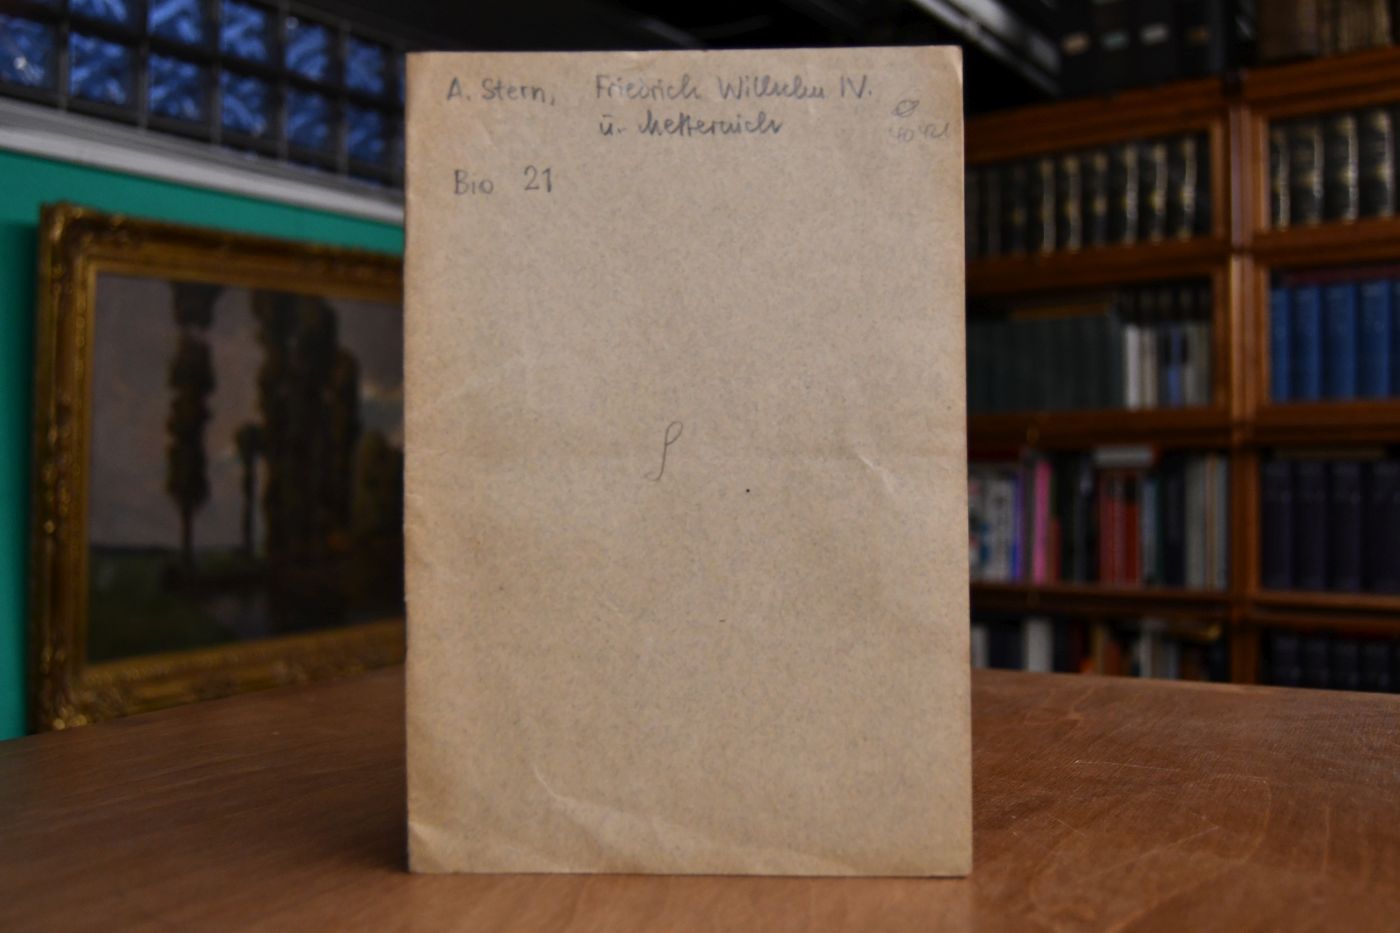 A. Stern, Friedrich Wilhelm IV.
u. Metternich
Bio 21